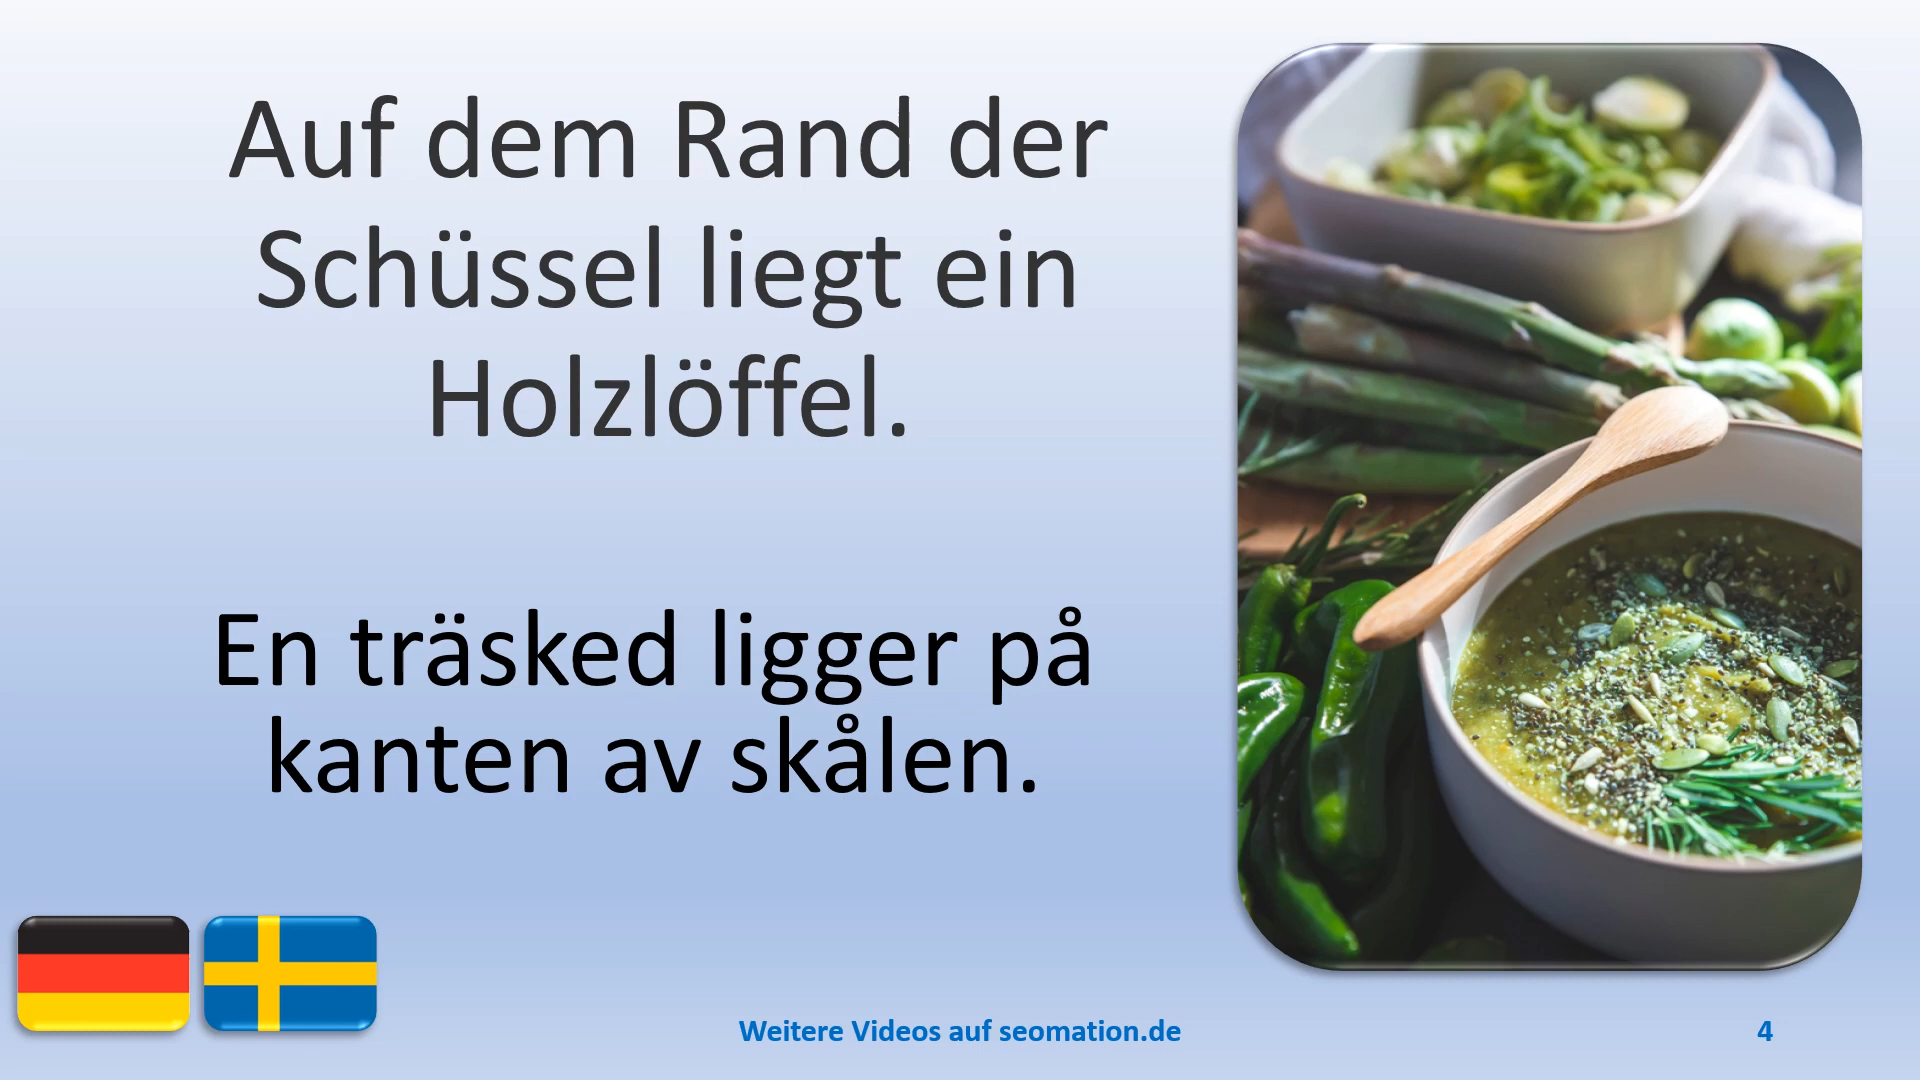 Auf dem Rand der
Schüssel liegt ein
Holzlöffel.
En träsked ligger på
kanten av skålen.
Weitere Videos auf seomation.de
4